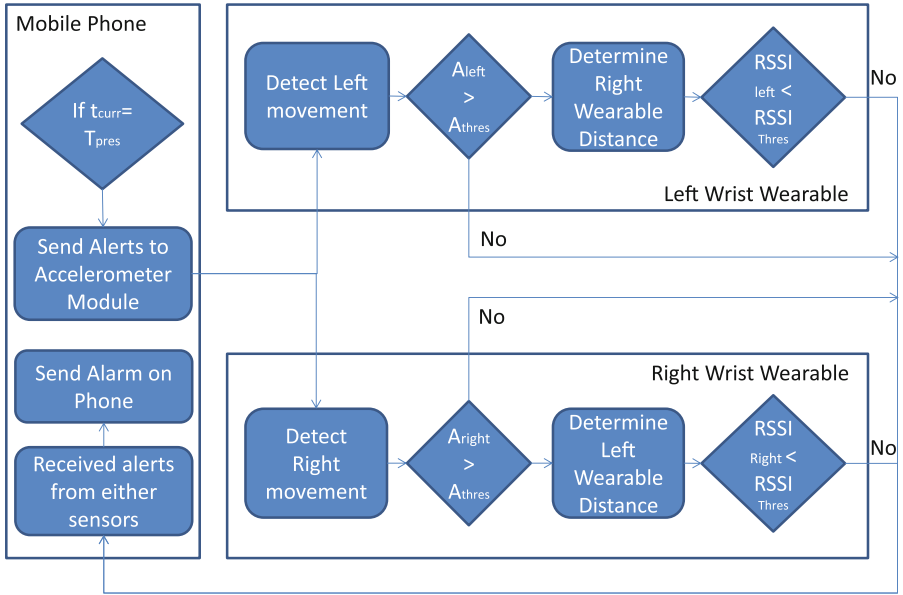 Mobile Phone
If tcurr=
Tpres
Send Alerts to
Accelerometer
Module
Send Alarm on
Phone
Received alerts
from either
sensors
Detect Left
movement
Aleft
>
Athres
Determine
Right
Wearable
Distance
RSSI
left <
RSSI
Thres
No
Left Wrist Wearable
No
No
Right Wrist Wearable
Detect
Right
movement
Aright
>
Athres
Determine
Left
Wearable
Distance
RSSI
Right <
RSSI
Thres
No